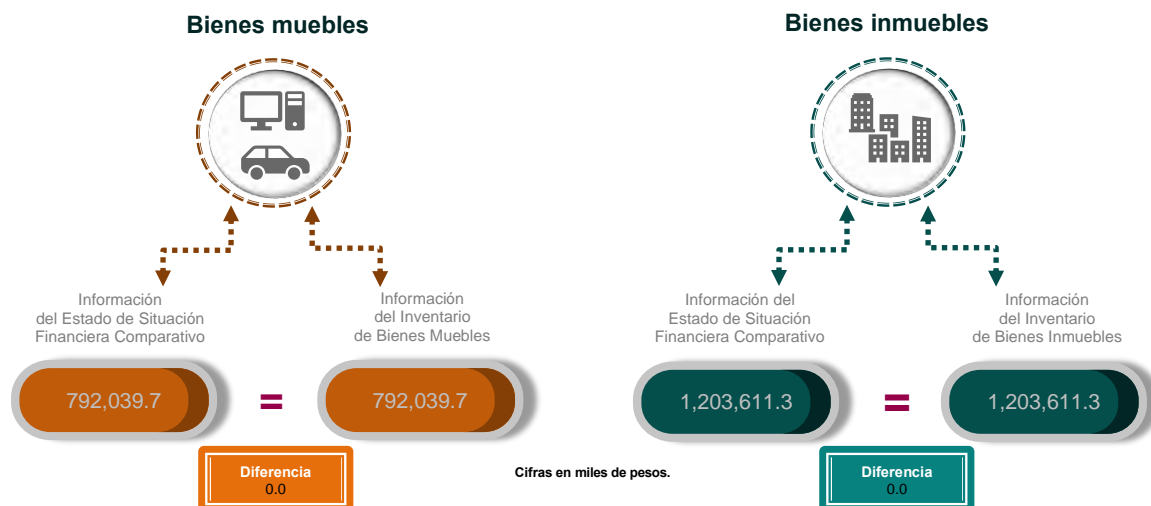 Bienes muebles
Información
del Estado de Situación
Financiera Comparativo
Información
del Inventario
de Bienes Muebles
792,039.7
=
792,039.7
Diferencia
0.0
Cifras en miles de pesos.
Bienes inmuebles
Información del
Estado de Situación
Financiera Comparativo
Información
del Inventario
de Bienes Inmuebles
1,203,611.3
=
1,203,611.3
Diferencia
0.0